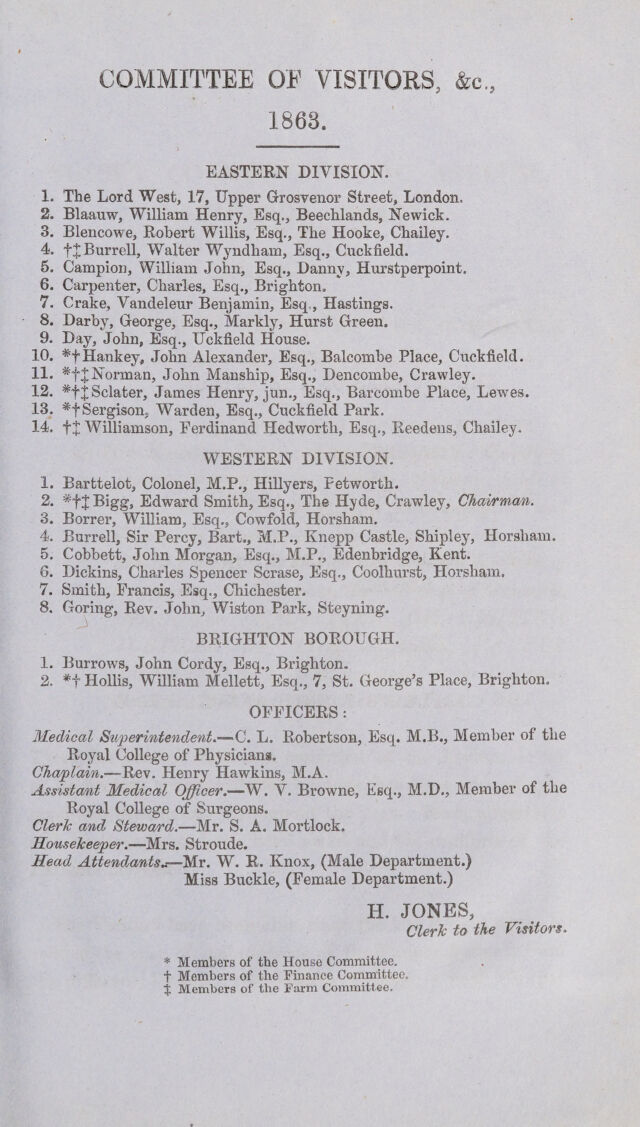 COMMITTEE OF VISITORS, &c.,
1863.
EASTERN DIVISION.
1. The Lord West, 17, Upper Grosvenor Street, London.
2. Blaauw, William Henry, Esq., Beechlands, Newick.
3. Blencowe, Robert Willis, Esq., The Hooke, Chailey.
4. †‡Burrell, Walter Wyndham, Esq., Cuckfield.
5. Campion, William John, Esq., Danny, Hurstperpoint.
6. Carpenter, Charles, Esq., Brighton.
7. Crake, Vandeleur Benjamin, Esq., Hastings.
8. Darby, George, Esq., Markly, Hurst Green.
9. Day, John, Esq., Uckfield House.
10. *†Hankey, John Alexander, Esq., Balcombe Place, Cuckfield.
11. *†‡Norman, John Manship, Esq., Dencombe, Crawley.
12. *†‡Sclater, James Henry, jun., Esq., Barcombe Place, Lewes.
13. *†Sergison, Warden, Esq., Cuckfield Park.
14. †‡Williamson, Ferdinand Hedworth, Esq., Reedens, Chailey.
WESTERN DIVISION.
1. Barttelot, Colonel, M.P., Hillyers, Petworth.
2. *†‡Bigg, Edward Smith, Esq., The Hyde, Crawley, Chairman.
3. Borrer, William, Esq., Cowfold, Horsham.
4. Burrell, Sir Percy, Bart., M.P., Knepp Castle, Shipley, Horsham.
5. Cobbett, John Morgan, Esq., M.P., Edenbridge, Kent.
6. Dickins, Charles Spencer Scrase, Esq., Coolhurst, Horsham.
7. Smith, Francis, Esq., Chichester.
8. Goring, Rev. John, Wiston Park, Steyning.
BRIGHTON BOROUGH.
1. Burrows, John Cordy, Esq., Brighton.
2. *†Hollis, William Mellett, Esq., 7, St. George's Place, Brighton.
OFFICERS:
Medical Superintendent.—C. L. Robertson, Esq. M.B., Member of the
Royal College of Physicians.
Chaplain.—Rev. Henry Hawkins, M.A.
Assistant Medical Officer.—W. V. Browne, Esq., M.D., Member of the
Royal College of Surgeons.
Clerk and Steward.—Mr. S. A. Mortlock.
Housekeeper.—Mrs. Stroude.
Head Attendants.—Mr. W. R. Knox, (Male Department.)
Miss Buckle, (Female Department.)
H. JONES,
Clerk to the Visitors.
* Members of the House Committee.
† Members of the Finance Committee.
‡ Members of the Farm Committee.